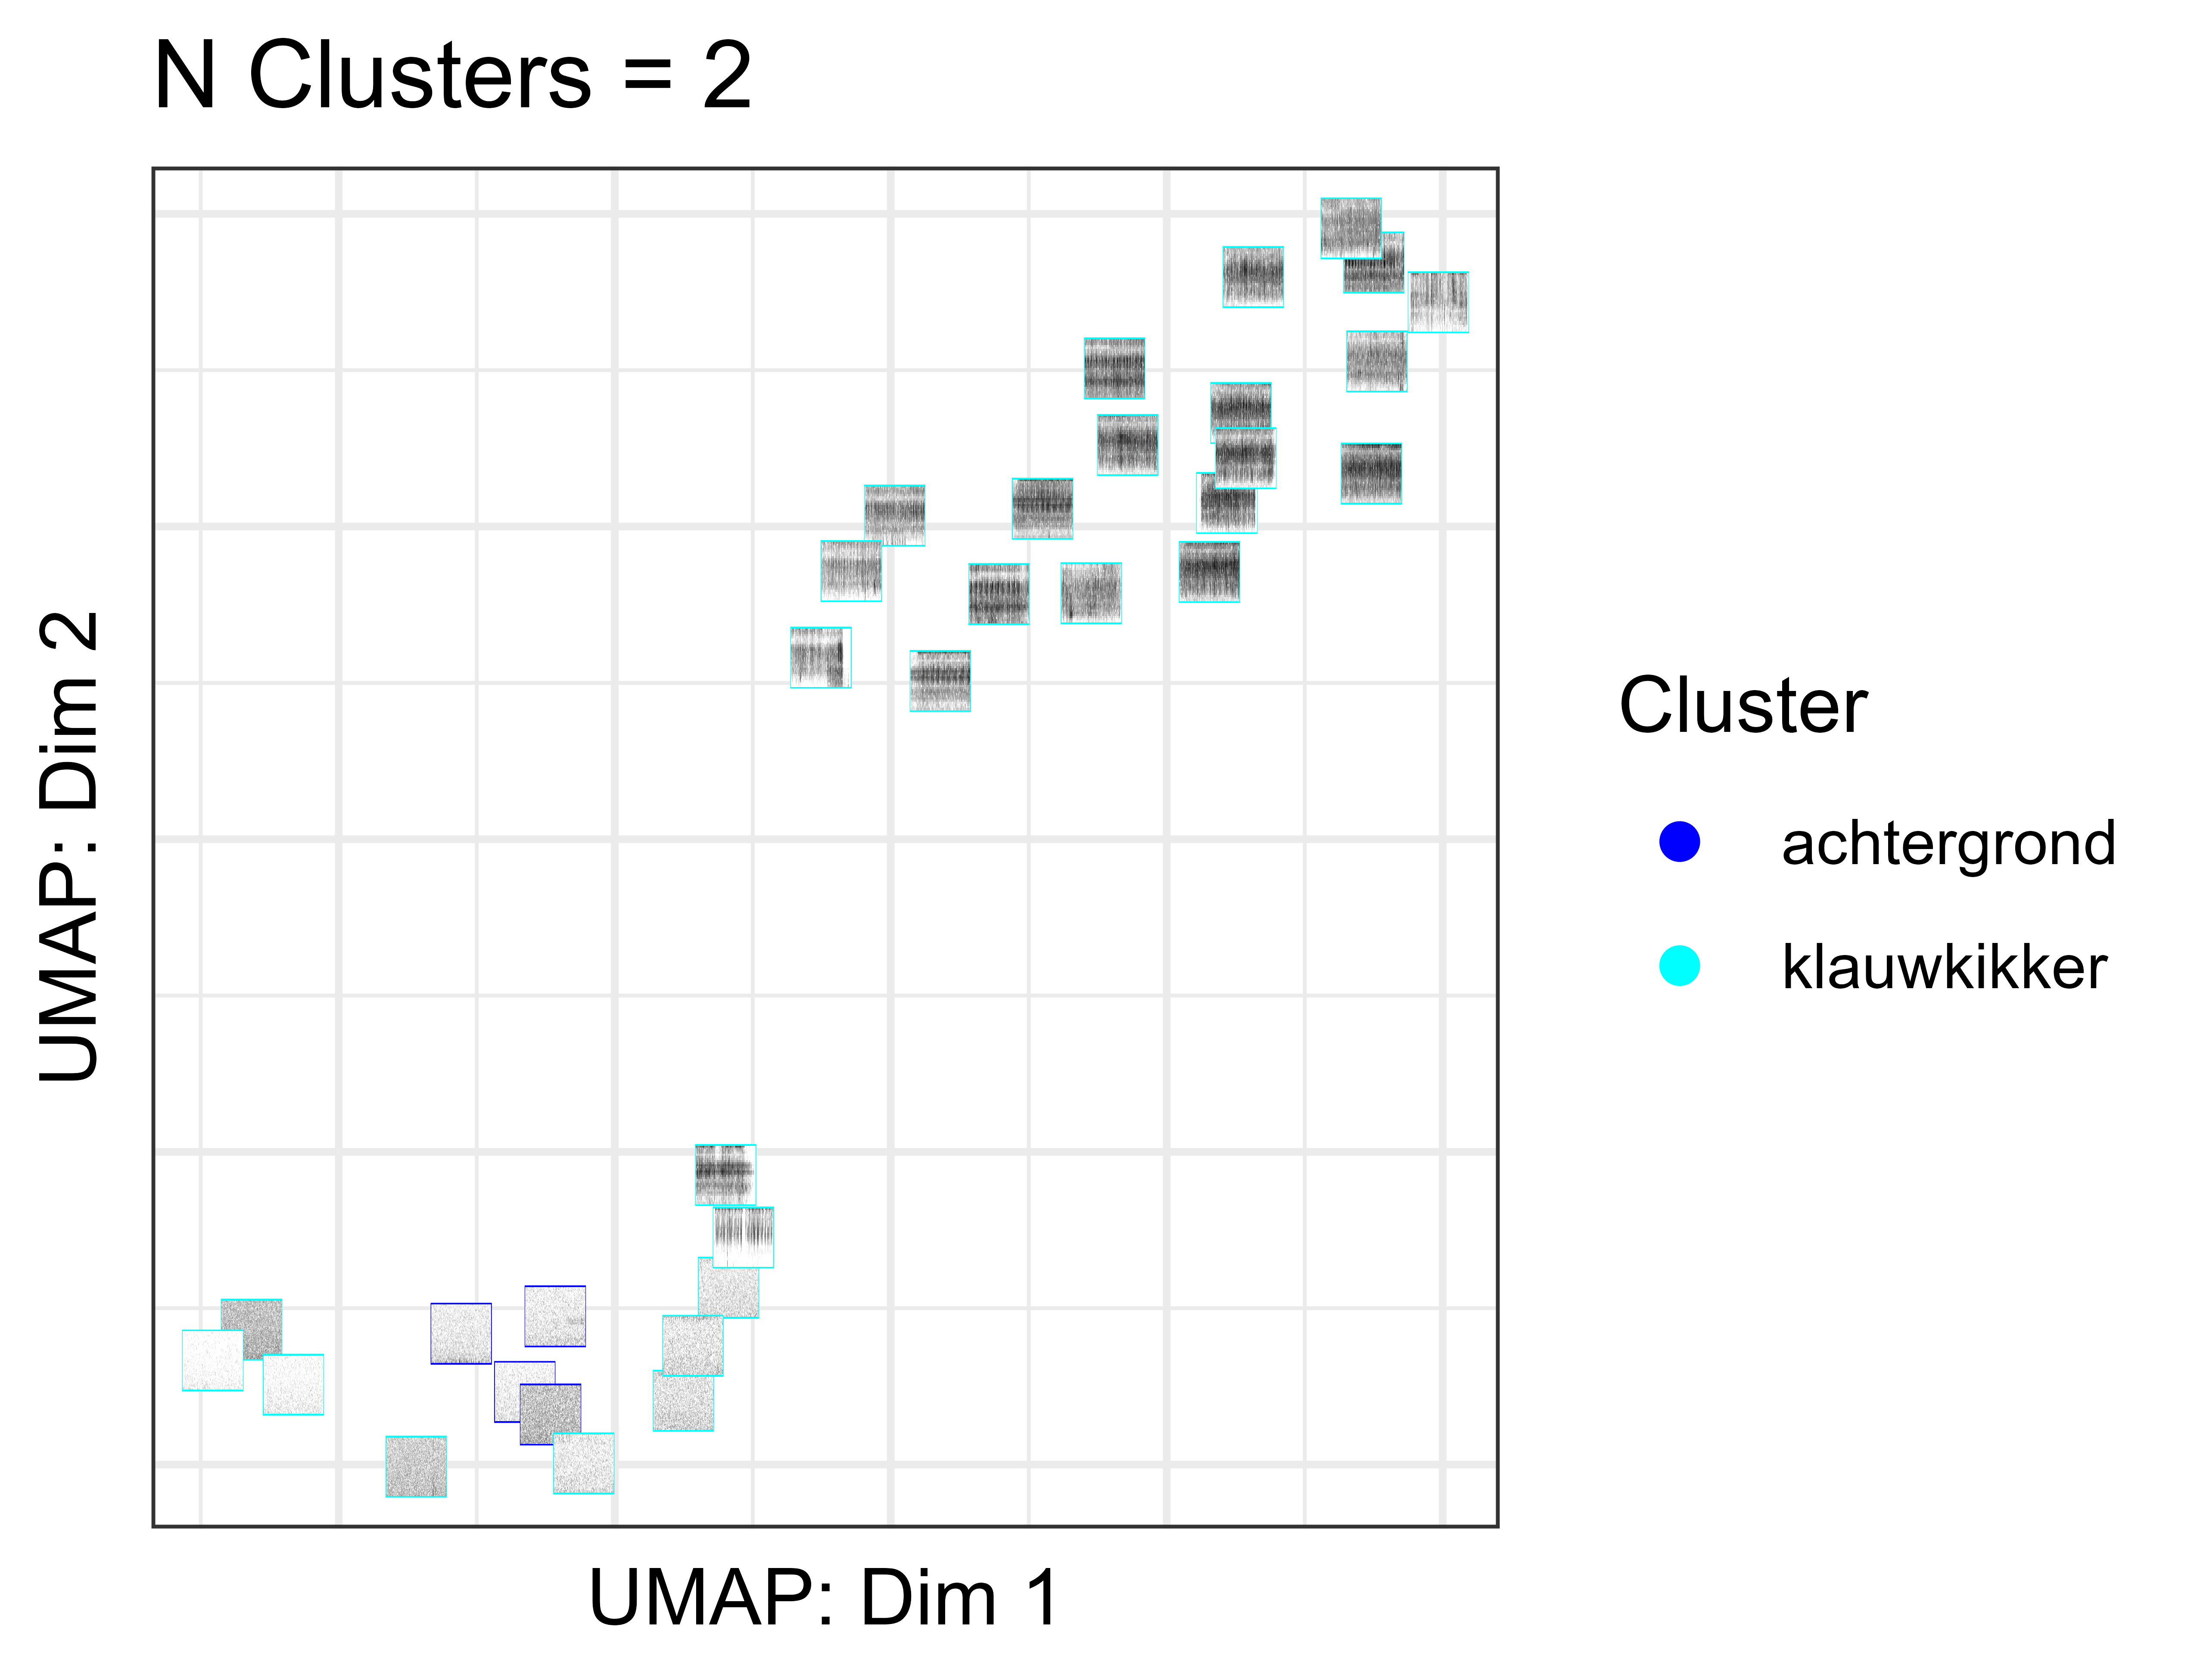 N Clusters = 2
UMAP: Dim 2
Cluster
achtergrond
klauwkikker
UMAP: Dim 1